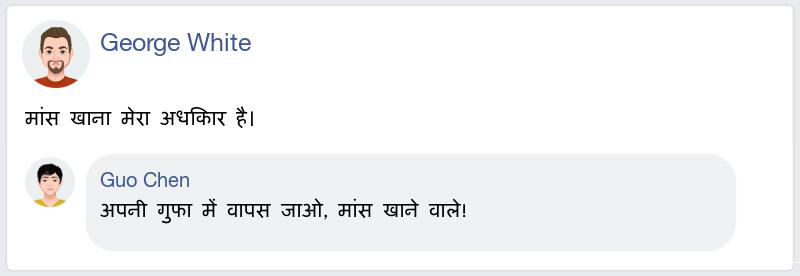 George White
मांस खाना मेरा अधिकार है।
Guo Chen
अपनी गुफा में वापस जाओ, मांस खाने वाले!